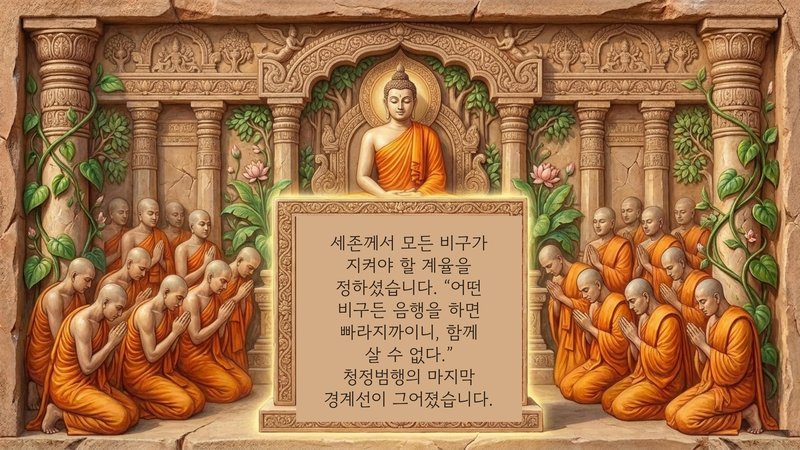 세존께서 모든 비구가
지켜야 할 계율을
정하셨습니다. “어떤
비구든 음행을 하면
빠라지까이니, 함께
살 수 없다.”
청정범행의 마지막
경계선이 그어졌습니다.